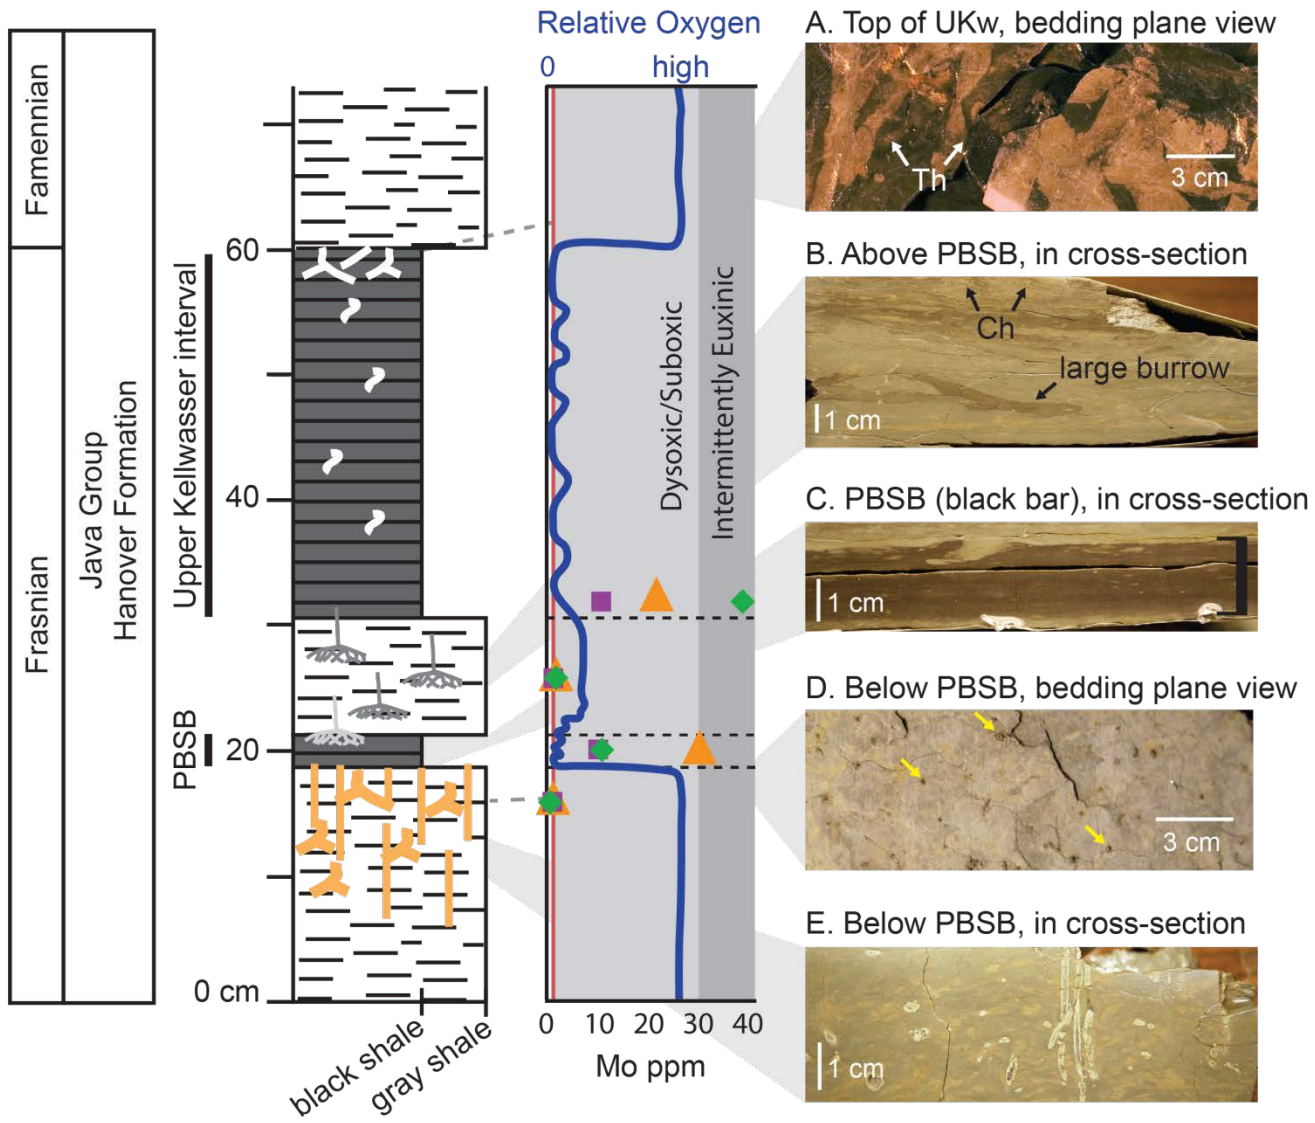 Famennian
Frasnian
Java Group
Hanover Formation
Upper Kellwasser interval
PBSB
60
40
20
0 cm
black shale
gray shale
Relative Oxygen
0
high
Dysoxic/Suboxic
Intermittently Euxinic
0
10
20
30
40
Mo ppm
A. Top of UKw, bedding plane view
Th
3 cm
B. Above PBSB, in cross-section
Ch
large burrow
1 cm
C. PBSB (black bar), in cross-section
1 cm
D. Below PBSB, bedding plane view
3 cm
E. Below PBSB, in cross-section
1 cm